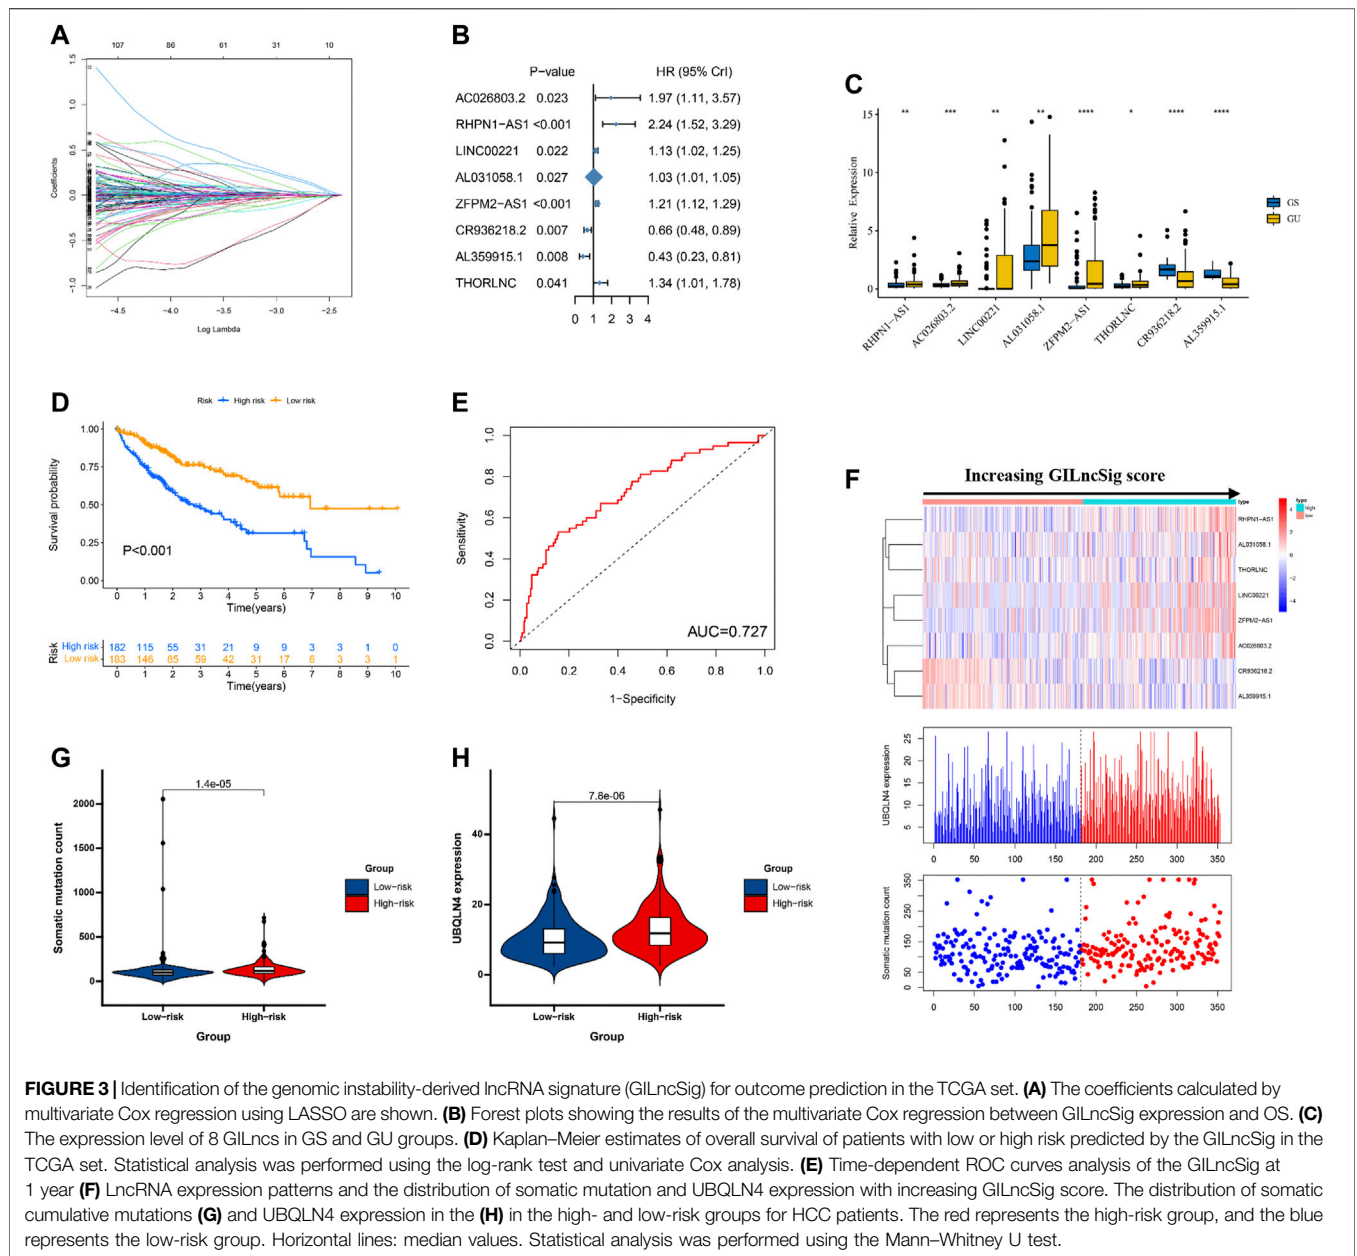 A
107 86 61 31 10
1.5
1.0
0.5
0.0
−0.5
−1.0
Coefficients
−4.5 −4.0 −3.5 −3.0 −2.5
Log Lambda
B
P−value HR (95% CrI)
AC026803.2 0.023 1.97 (1.11, 3.57)
RHPN1−AS1 <0.001 2.24 (1.52, 3.29)
LINC00221 0.022 1.13 (1.02, 1.25)
AL031058.1 0.027 1.03 (1.01, 1.05)
ZFPM2−AS1 <0.001 1.21 (1.12, 1.29)
CR936218.2 0.007 0.66 (0.48, 0.89)
AL359915.1 0.008 0.43 (0.23, 0.81)
THORLNC 0.041 1.34 (1.01, 1.78)
0 1 2 3 4
C
** *** ** ** **** * **** ****
15
10
5
0
Relative Expression
GS
GU
RHPN1−AS1 AC026803.2 LINC00221 AL031058.1 ZFPM2−AS1 THORLNC CR936218.2 AL359915.1
D
Risk High risk Low risk
1.00
0.75
0.50
0.25
0.00
Survival probability
P<0.001
0 1 2 3 4 5 6 7 8 9 10
Time(years)
Risk
High risk 182 115 55 31 21 9 9 3 3 1 0
Low risk 183 146 85 59 42 31 17 6 3 3 1
0 1 2 3 4 5 6 7 8 9 10
Time(years)
E
1.0
0.8
0.6
0.4
0.2
0.0
Sensitivity
AUC=0.727
0.0 0.2 0.4 0.6 0.8 1.0
1−Specificity
F
Increasing GILncSig score
type
RHPN1−AS1
AL031058.1
THORLNC
LINC00221
ZFPM2−AS1
AC026803.2
CR936218.2
AL359915.1
4
2
0
−2
−4
type
high
low
25
20
15
10
5
UBQLN4 expression
0 50 100 150 200 250 300 350
350
300
250
150
50
0
Somatic mutation count
0 50 100 150 200 250 300 350
G
1.4e-05
2000
1500
1000
500
0
Somatic mutation count
Low−risk High−risk
Group
Group
Low−risk
High−risk
H
7.8e-06
40
20
0
UBQLN4 expression
Low−risk High−risk
Group
Group
Low−risk
High−risk
FIGURE 3 | Identification of the genomic instability-derived lncRNA signature (GILncSig) for outcome prediction in the TCGA set. (A) The coefficients calculated by
multivariate Cox regression using LASSO are shown. (B) Forest plots showing the results of the multivariate Cox regression between GILncSig expression and OS. (C)
The expression level of 8 GILncs in GS and GU groups. (D) Kaplan–Meier estimates of overall survival of patients with low or high risk predicted by the GILncSig in the
TCGA set. Statistical analysis was performed using the log-rank test and univariate Cox analysis. (E) Time-dependent ROC curves analysis of the GILncSig at
1 year (F) LncRNA expression patterns and the distribution of somatic mutation and UBQLN4 expression with increasing GILncSig score. The distribution of somatic
cumulative mutations (G) and UBQLN4 expression in the (H) in the high- and low-risk groups for HCC patients. The red represents the high-risk group, and the blue
represents the low-risk group. Horizontal lines: median values. Statistical analysis was performed using the Mann–Whitney U test.